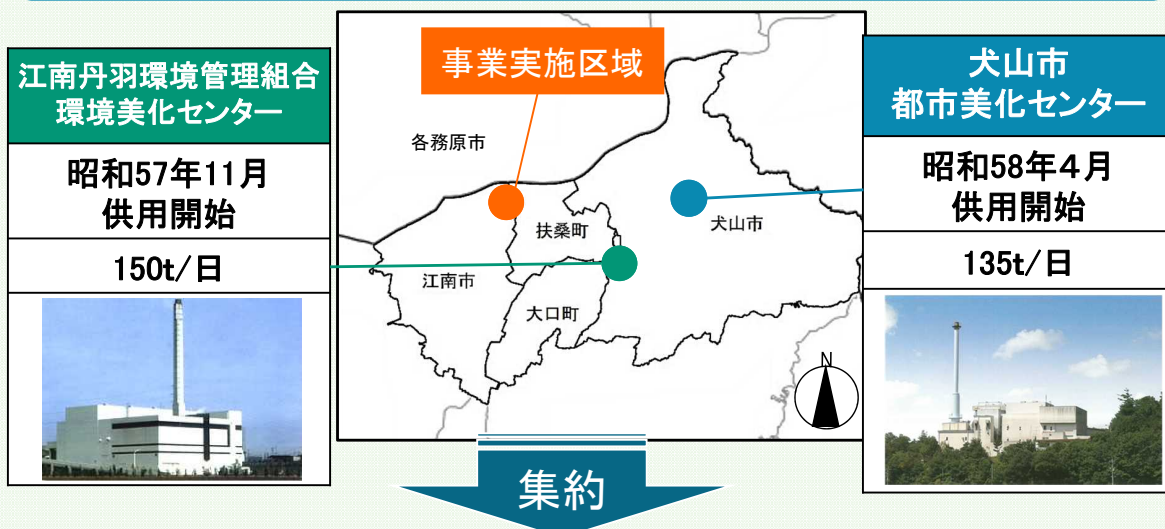 江南丹羽環境管理組合
環境美化センター
昭和57年11月
供用開始
150t/日
事業実施区域
各務原市
扶桑町
犬山市
江南市
大口町
N
犬山市
都市美化センター
昭和58年4月
供用開始
135t/日
集約